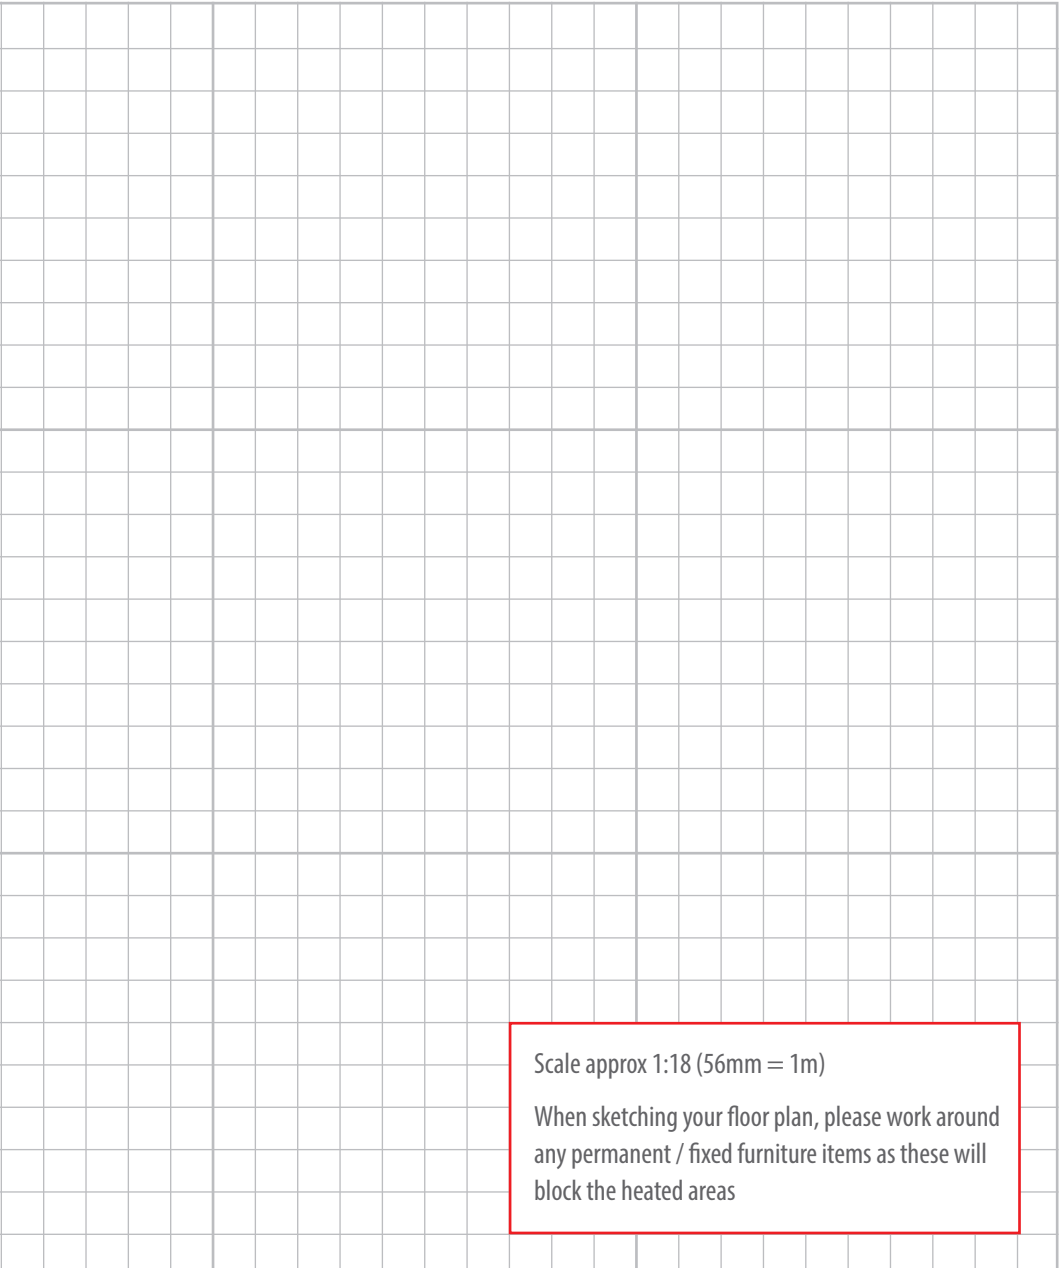 Scale approx 1:18 (56mm = 1m)
When sketching your floor plan, please work around
any permanent / fixed furniture items as these will
block the heated areas